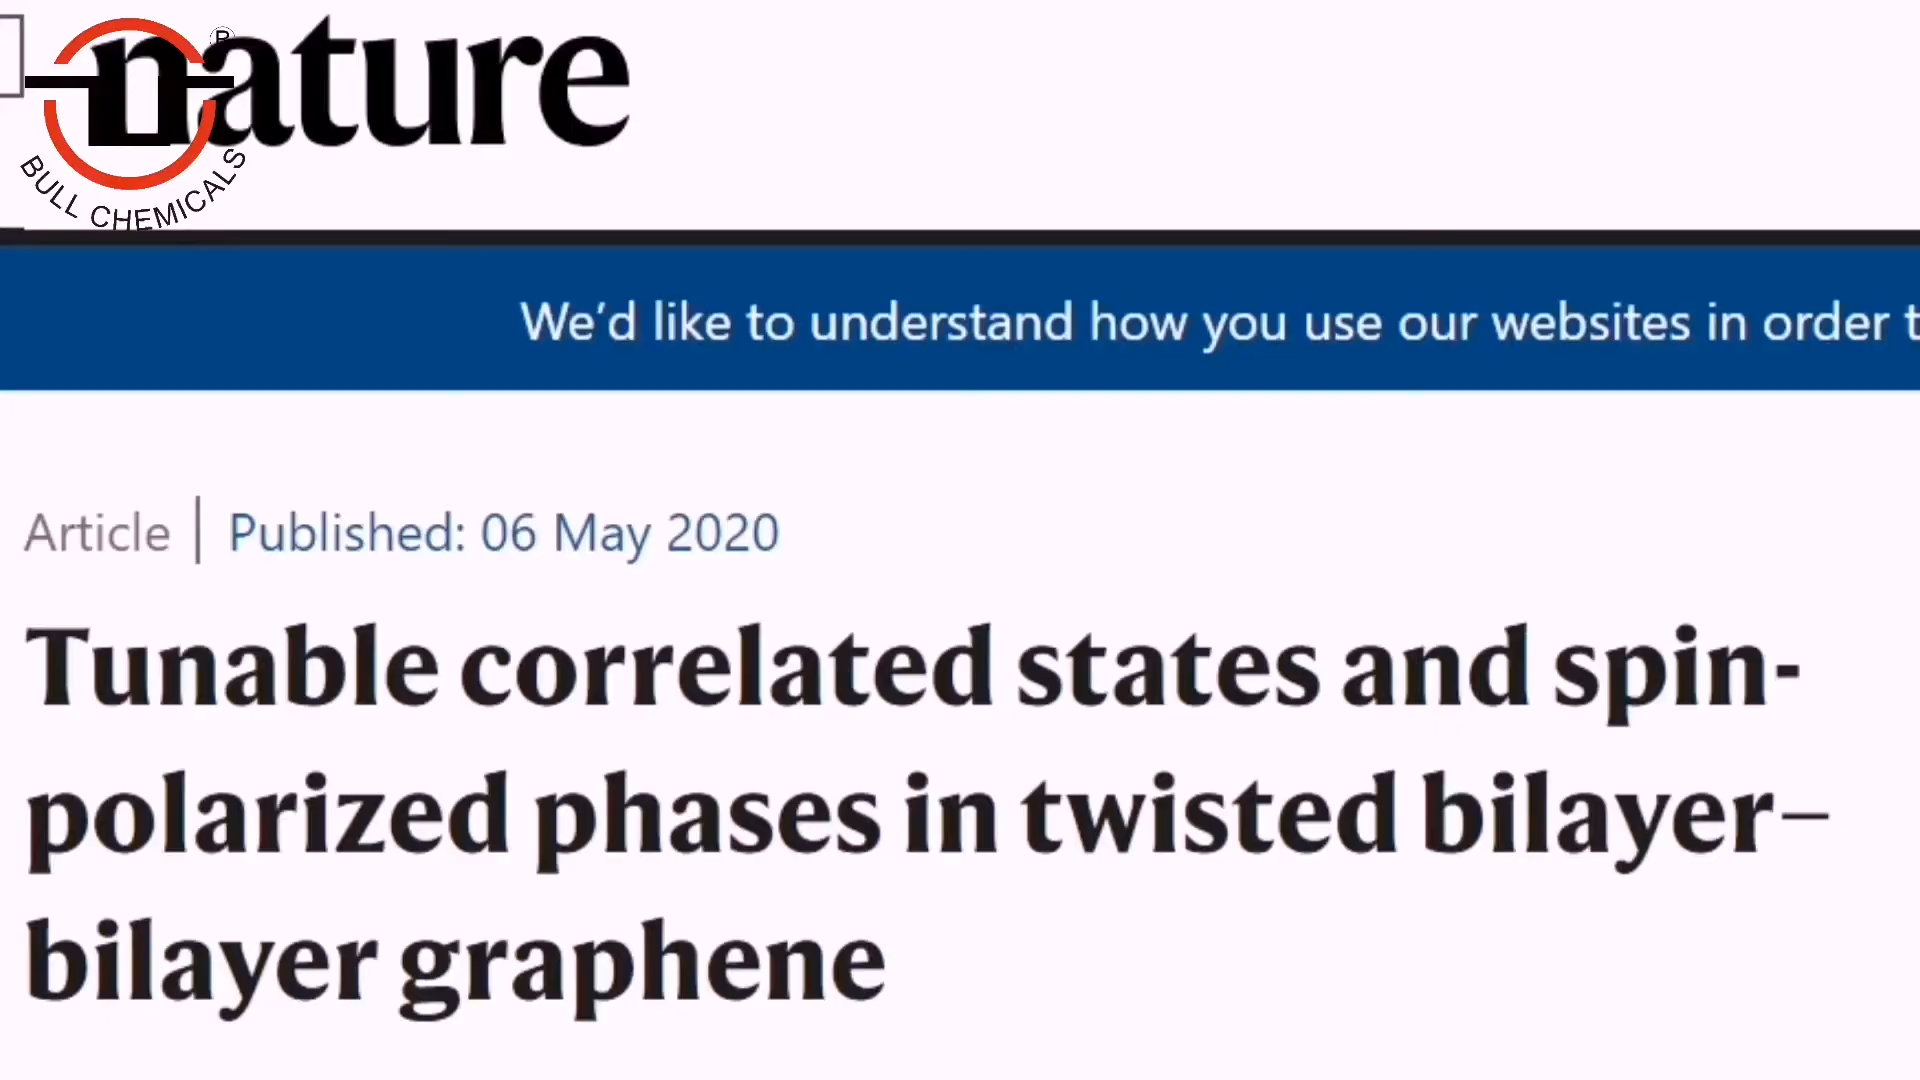 nature
®
BULL CHEMICALS
We’d like to understand how you use our websites in order t
Article | Published: 06 May 2020
Tunable correlated states and spin-
polarized phases in twisted bilayer–
bilayer graphene